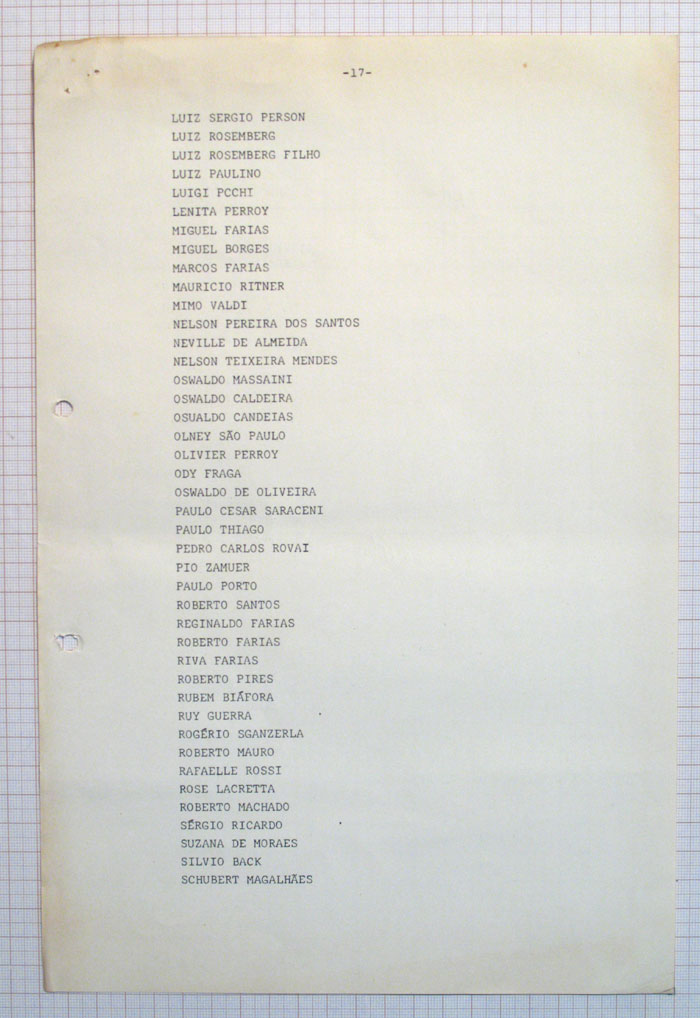 -17-
LUIZ SERGIO PERSON
LUIZ ROSEMBERG
LUIZ ROSEMBERG FILHO
LUIZ PAULINO
LUIGI PCCHI
LENITA PERROY
MIGUEL FARIAS
MIGUEL BORGES
MARCOS FARIAS
MAURICIO RITNER
MIMO VALDI
NELSON PEREIRA DOS SANTOS
NEVILLE DE ALMEIDA
NELSON TEIXEIRA MENDES
OSWALDO MASSAINI
OSWALDO CALDEIRA
OSUALDO CANDEIAS
OLNEY SÃO PAULO
OLIVIER PERROY
ODY FRAGA
OSWALDO DE OLIVEIRA
PAULO CESAR SARACENI
PAULO THIAGO
PEDRO CARLOS ROVAI
PIO ZAMUER
PAULO PORTO
ROBERTO SANTOS
REGINALDO FARIAS
ROBERTO FARIAS
RIVA FARIAS
ROBERTO PIRES
RUBEM BIÁFORA
RUY GUERRA
ROGÉRIO SGANZERLA
ROBERTO MAURO
RAFAELLE ROSSI
ROSE LACRETTA
ROBERTO MACHADO
SÉRGIO RICARDO
SUZANA DE MORAES
SILVIO BACK
SCHUBERT MAGALHÃES